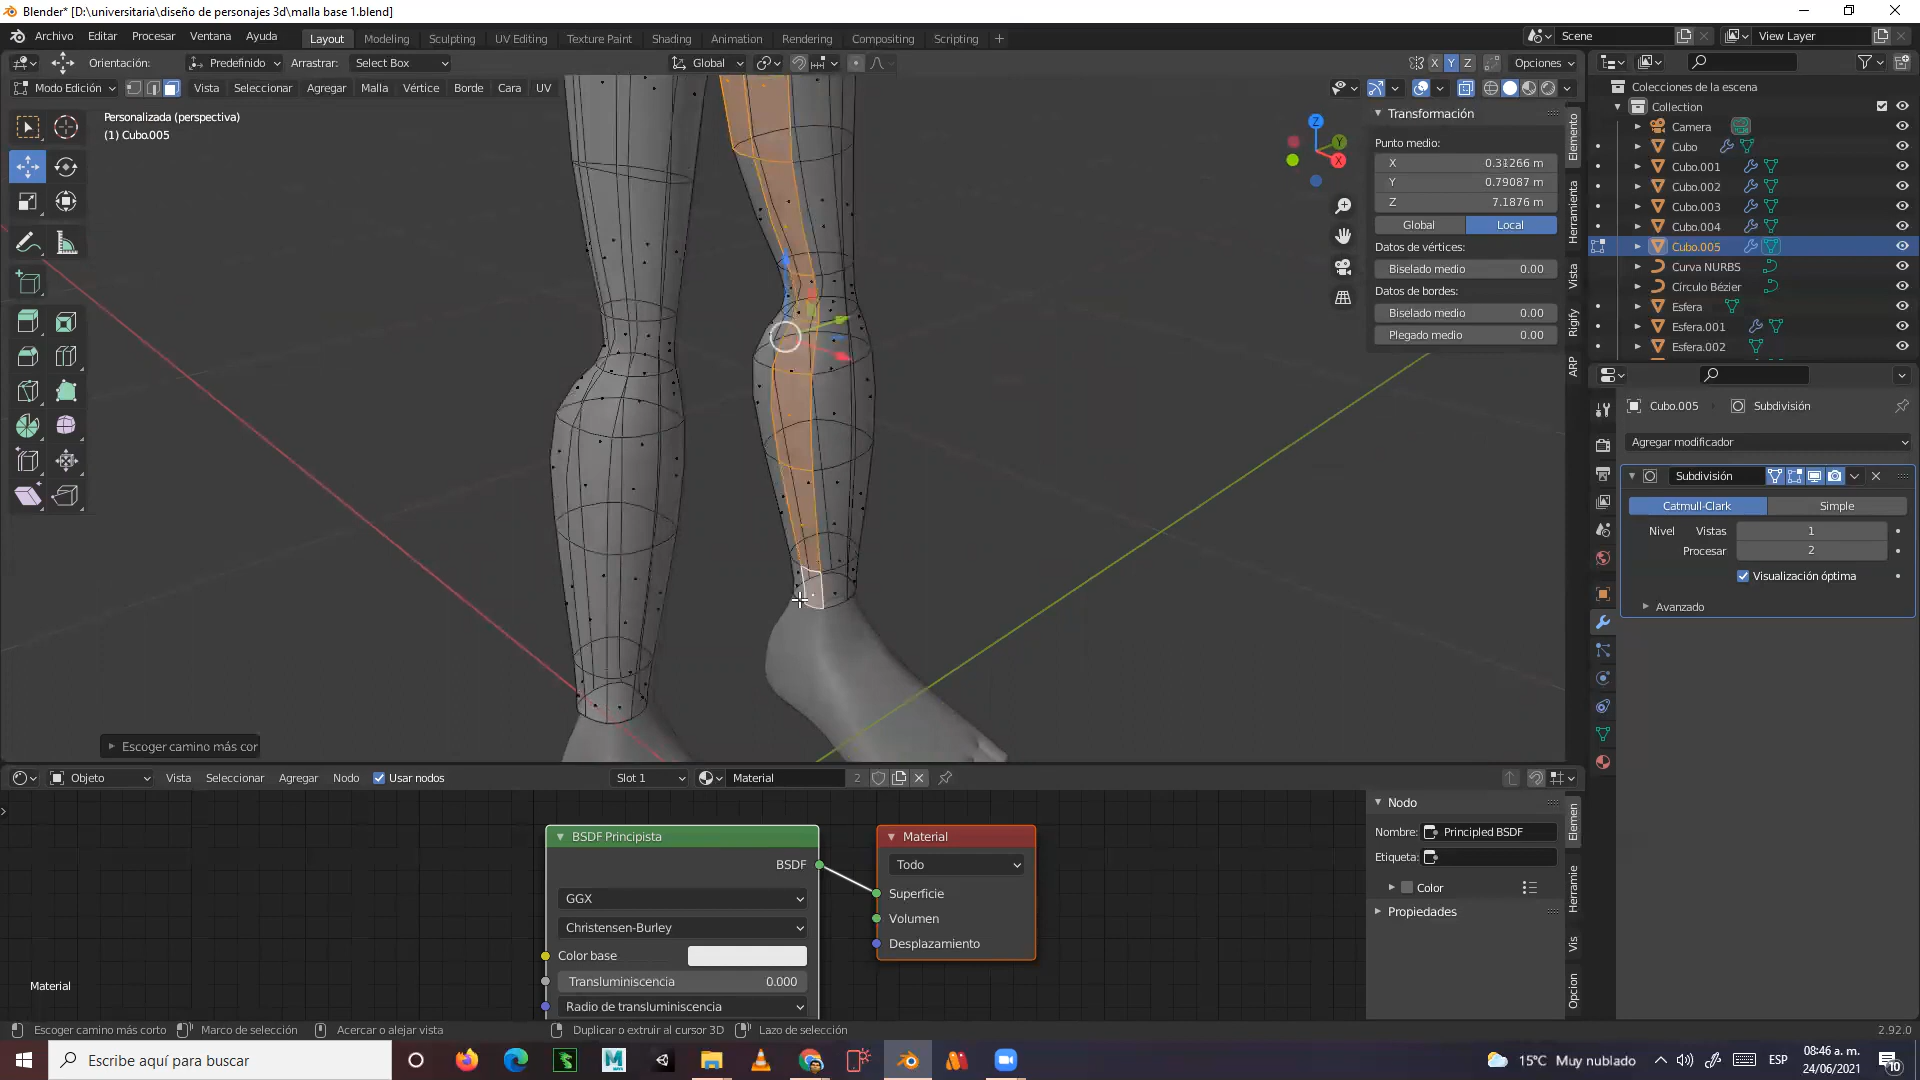 Blender* [D:\universitaria\diseño de personajes 3d\malla base 1.blend]
Archivo Editar Procesar Ventana Ayuda Layout Modeling Sculpting UV Editing Texture Paint Shading Animation Rendering Compositing Scripting + Scene View Layer
Orientación: Predefinido Arrastrar: Select Box Global X Y Z Opciones
Modo Edición Vista Seleccionar Agregar Malla Vértice Borde Cara UV
Personalizada (perspectiva)
(1) Cubo.005
Z
Y
X
Transformación
Punto medio:
X 0.31266 m
Y 0.79087 m
Z 7.1876 m
Global Local
Datos de vértices:
Biselado medio 0.00
Datos de bordes:
Biselado medio 0.00
Plegado medio 0.00
Elemento
Herramienta
Vista
Rigify
ARP
Colecciones de la escena
Collection
Camera
Cubo
Cubo.001
Cubo.002
Cubo.003
Cubo.004
Cubo.005
Curva NURBS
Círculo Bézier
Esfera
Esfera.001
Esfera.002
Cubo.005 Subdivisión
Agregar modificador
Subdivisión
Catmull-Clark Simple
Nivel Vistas 1
Procesar 2
Visualización óptima
Avanzado
Escoger camino más cor
Objeto Vista Seleccionar Agregar Nodo Usar nodos Slot 1 Material 2
BSDF Principista
BSDF
GGX
Christensen-Burley
Color base
Transluminiscencia 0.000
Radio de transluminiscencia
Material
Todo
Superficie
Volumen
Desplazamiento
Material
Nodo
Nombre: Principled BSDF
Etiqueta:
Color
Propiedades
Elemen
Herramie
Vis
Opcion
Escoger camino más corto Marco de selección Acercar o alejar vista Duplicar o extruir al cursor 3D Lazo de selección 2.92.0
Escribe aquí para buscar
15°C Muy nublado ESP
08:46 a. m.
24/06/2021
10